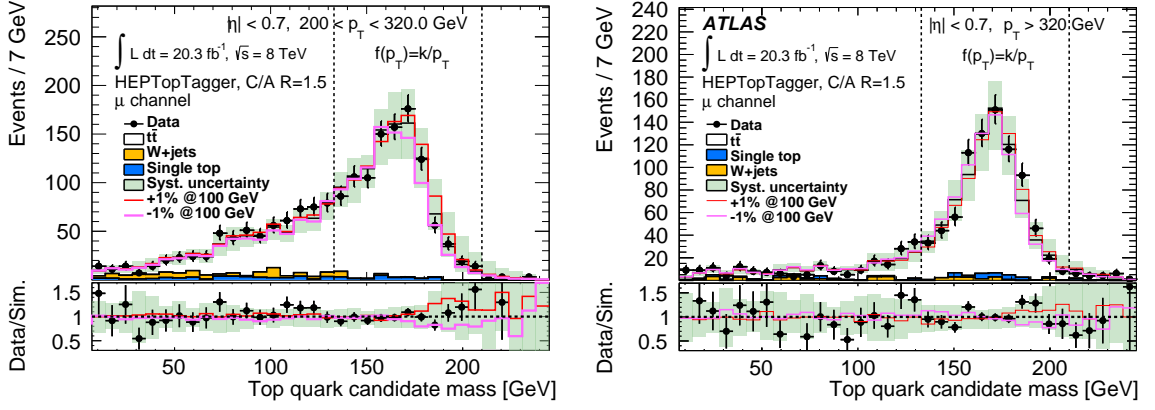 |η| < 0.7, 200 < p_T < 320.0 GeV
∫ L dt = 20.3 fb⁻¹, √s = 8 TeV
f(p_T)=k/p_T
HEPTopTagger, C/A R=1.5
μ channel
Data
tt̄
W+jets
Single top
Syst. uncertainty
+1% @100 GeV
-1% @100 GeV
Events / 7 GeV
250
200
150
100
50
Data/Sim.
1.5
1
0.5
50 100 150 200
Top quark candidate mass [GeV]
ATLAS
|η| < 0.7, p_T > 320 GeV
∫ L dt = 20.3 fb⁻¹, √s = 8 TeV
f(p_T)=k/p_T
HEPTopTagger, C/A R=1.5
μ channel
Data
tt̄
Single top
W+jets
Syst. uncertainty
+1% @100 GeV
-1% @100 GeV
Events / 7 GeV
240
220
200
180
160
140
120
100
80
60
40
20
0
Data/Sim.
1.5
1
0.5
50 100 150 200
Top quark candidate mass [GeV]